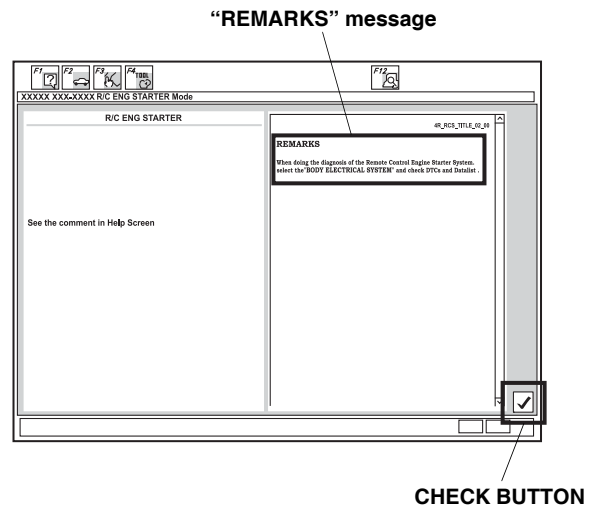 “REMARKS” message
F1 F2 F3 F4 TOOL F12
XXXXX XXX-XXXX R/C ENG STARTER Mode
R/C ENG STARTER
See the comment in Help Screen
4R_RCS_TITLE_02_00
REMARKS
When doing the diagnosis of the Remote Control Engine Starter System.
select the"BODY ELECTRICAL SYSTEM" and check DTCs and Datalist .
CHECK BUTTON